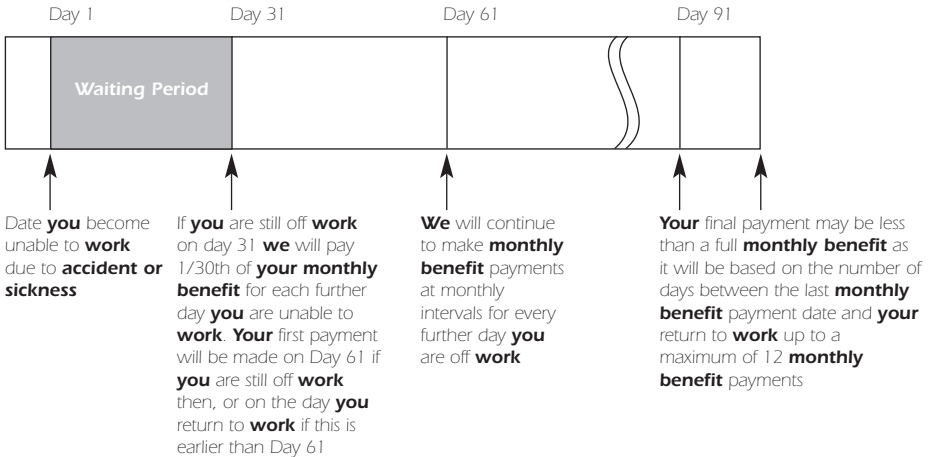 Day 1
Day 31
Day 61
Day 91
Waiting Period
Date you become
unable to work
due to accident or
sickness
If you are still off work
on day 31 we will pay
1/30th of your monthly
benefit for each further
day you are unable to
work. Your first payment
will be made on Day 61 if
you are still off work
then, or on the day you
return to work if this is
earlier than Day 61
We will continue
to make monthly
benefit payments
at monthly
intervals for every
further day you
are off work
Your final payment may be less
than a full monthly benefit as
it will be based on the number of
days between the last monthly
benefit payment date and your
return to work up to a
maximum of 12 monthly
benefit payments